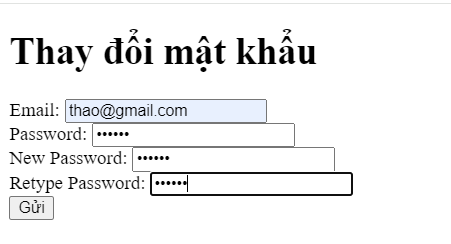 Thay đổi mật khẩu
Email: thao@gmail.com
Password: ••••••
New Password: ••••••
Retype Password: ••••••
Gửi